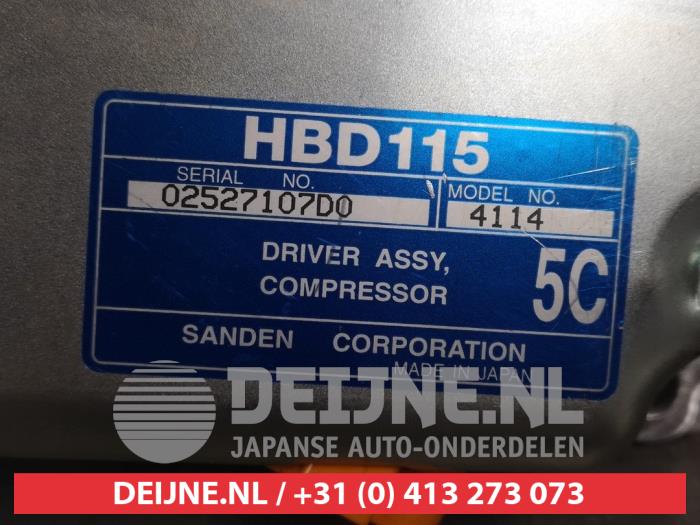 HBD115
SERIAL NO.
02527107D0
MODEL NO.
4114
DRIVER ASSY,
COMPRESSOR
5C
SANDEN CORPORATION
MADE IN JAPAN
DEIJNE.NL
JAPANSE AUTO-ONDERDELEN
DEIJNE.NL / +31 (0) 413 273 073